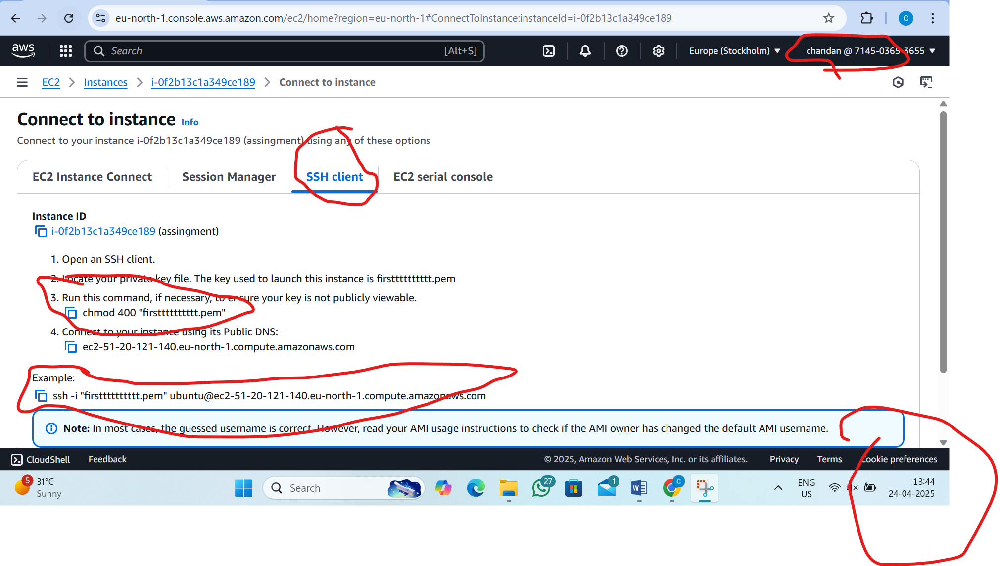 eu-north-1.console.aws.amazon.com/ec2/home?region=eu-north-1#ConnectToInstance:instanceId=i-0f2b13c1a349ce189
C
aws
Search
[Alt+S]
Europe (Stockholm)
chandan @ 7145-0365-3655
EC2
Instances
i-0f2b13c1a349ce189
Connect to instance
Connect to instance Info
Connect to your instance i-0f2b13c1a349ce189 (assingment) using any of these options
EC2 Instance Connect
Session Manager
SSH client
EC2 serial console
Instance ID
i-0f2b13c1a349ce189 (assingment)
1. Open an SSH client.
2. Locate your private key file. The key used to launch this instance is firstttttttttt.pem
3. Run this command, if necessary, to ensure your key is not publicly viewable.
chmod 400 "firstttttttttt.pem"
4. Connect to your instance using its Public DNS:
ec2-51-20-121-140.eu-north-1.compute.amazonaws.com
Example:
ssh -i "firstttttttttt.pem" ubuntu@ec2-51-20-121-140.eu-north-1.compute.amazonaws.com
Note: In most cases, the guessed username is correct. However, read your AMI usage instructions to check if the AMI owner has changed the default AMI username.
CloudShell
Feedback
© 2025, Amazon Web Services, Inc. or its affiliates.
Privacy
Terms
Cookie preferences
5
31°C
Sunny
Search
27
1
W
C
ENG
US
13:44
24-04-2025